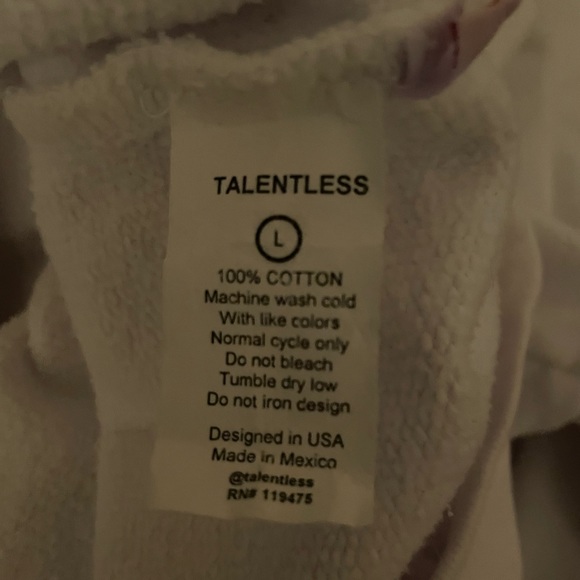 TALENTLESS
L
100% COTTON
Machine wash cold
With like colors
Normal cycle only
Do not bleach
Tumble dry low
Do not iron design
Designed in USA
Made in Mexico
@talentless
RN# 119475